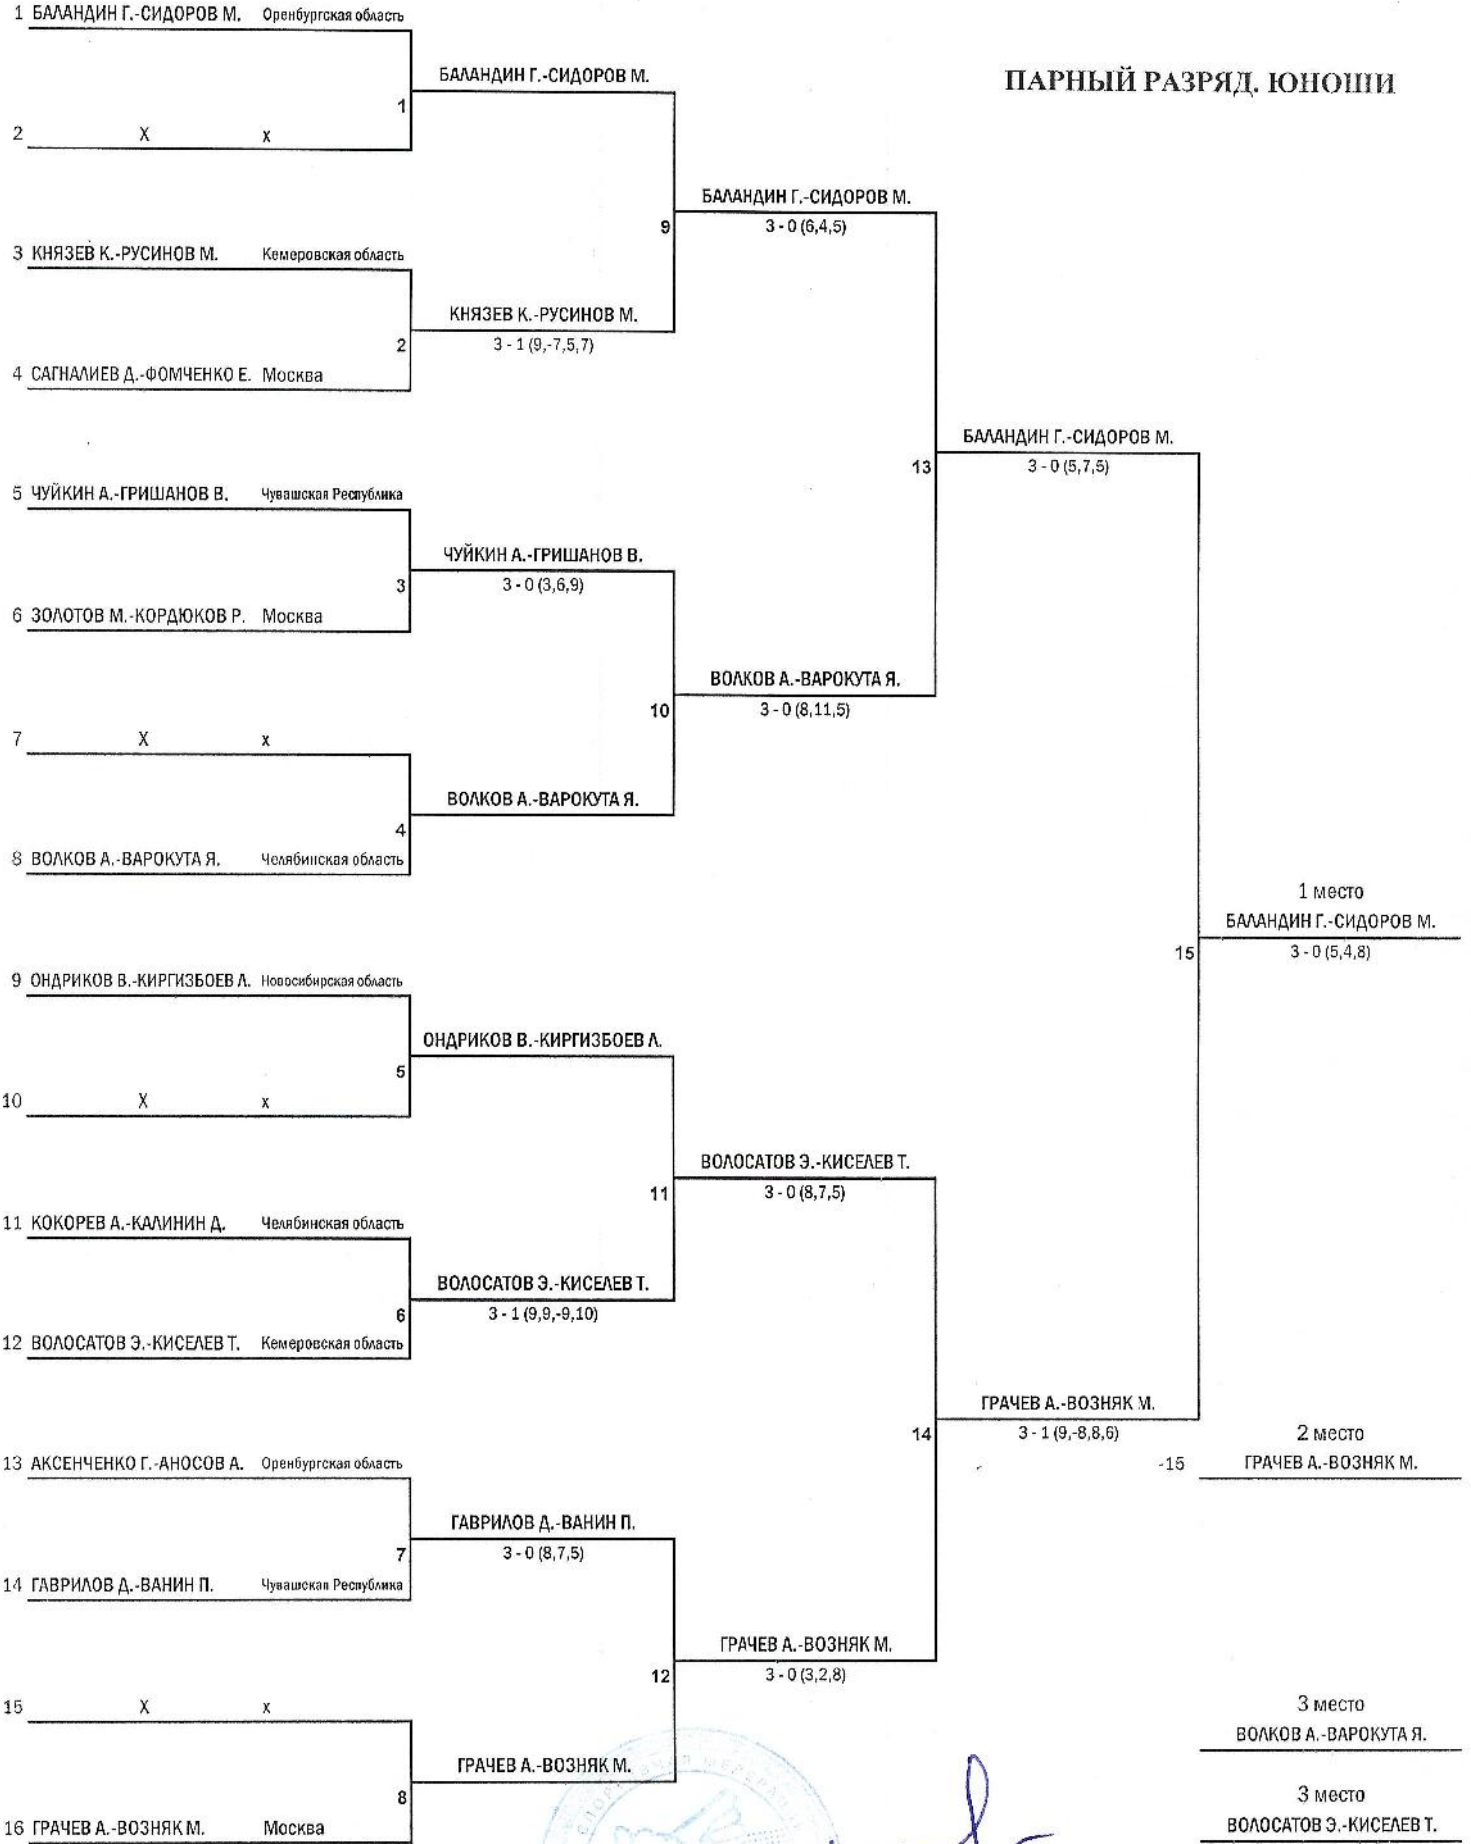 1 БАЛАНДИН Г.-СИДОРОВ М. Оренбургская область
ПАРНЫЙ РАЗРЯД. ЮНОШИ
БАЛАНДИН Г.-СИДОРОВ М.
1
2 X x
БАЛАНДИН Г.-СИДОРОВ М.
9 3 - 0 (6,4,5)
3 КНЯЗЕВ К.-РУСИНОВ М. Кемеровская область
КНЯЗЕВ К.-РУСИНОВ М.
2 3 - 1 (9,-7,5,7)
4 САГНАЛИЕВ Д.-ФОМЧЕНКО Е. Москва
БАЛАНДИН Г.-СИДОРОВ М.
13 3 - 0 (5,7,5)
5 ЧУЙКИН А.-ГРИШАНОВ В. Чувашская Республика
ЧУЙКИН А.-ГРИШАНОВ В.
3 3 - 0 (3,6,9)
6 ЗОЛОТОВ М.-КОРДЮКОВ Р. Москва
ВОЛКОВ А.-ВАРОКУТА Я.
10 3 - 0 (8,11,5)
7 X x
ВОЛКОВ А.-ВАРОКУТА Я.
4
8 ВОЛКОВ А.-ВАРОКУТА Я. Челябинская область
1 место
БАЛАНДИН Г.-СИДОРОВ М.
15 3 - 0 (5,4,8)
9 ОНДРИКОВ В.-КИРГИЗБОЕВ Л. Новосибирская область
ОНДРИКОВ В.-КИРГИЗБОЕВ Л.
5
10 X x
ВОЛОСАТОВ Э.-КИСЕЛЕВ Т.
11 3 - 0 (8,7,5)
11 КОКОРЕВ А.-КАЛИНИН Д. Челябинская область
ВОЛОСАТОВ Э.-КИСЕЛЕВ Т.
6 3 - 1 (9,9,-9,10)
12 ВОЛОСАТОВ Э.-КИСЕЛЕВ Т. Кемеровская область
ГРАЧЕВ А.-ВОЗНЯК М.
14 3 - 1 (9,-8,8,6)
2 место
13 АКСЕНЧЕНКО Г.-АНОСОВ А. Оренбургская область
-15 ГРАЧЕВ А.-ВОЗНЯК М.
ГАВРИЛОВ Д.-ВАНИН П.
7 3 - 0 (8,7,5)
14 ГАВРИЛОВ Д.-ВАНИН П. Чувашская Республика
ГРАЧЕВ А.-ВОЗНЯК М.
12 3 - 0 (3,2,8)
15 X x
3 место
ВОЛКОВ А.-ВАРОКУТА Я.
ГРАЧЕВ А.-ВОЗНЯК М.
8
3 место
16 ГРАЧЕВ А.-ВОЗНЯК М. Москва
ВОЛОСАТОВ Э.-КИСЕЛЕВ Т.